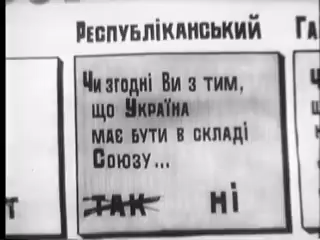 Республіканський
Чи згодні Ви з тим,
що Україна
має бути в складі
Союзу...
так ні